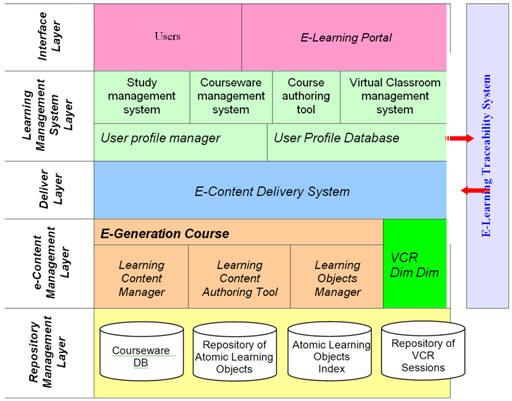 Interface
Layer
Users
E-Learning Portal
Learning
Management
System
Layer
Study
management
system
Courseware
management
system
Course
authoring
tool
Virtual Classroom
management
system
User profile manager
User Profile Database
Deliver
Layer
E-Content Delivery System
e-Content
Management
Layer
E-Generation Course
Learning
Content
Manager
Learning
Content
Authoring Tool
Learning
Objects
Manager
VCR
Dim Dim
Repository
Management
Layer
Courseware
DB
Repository of
Atomic Learning
Objects
Atomic Learning
Objects
Index
Repository of
VCR
Sessions
E-Learning Traceability System